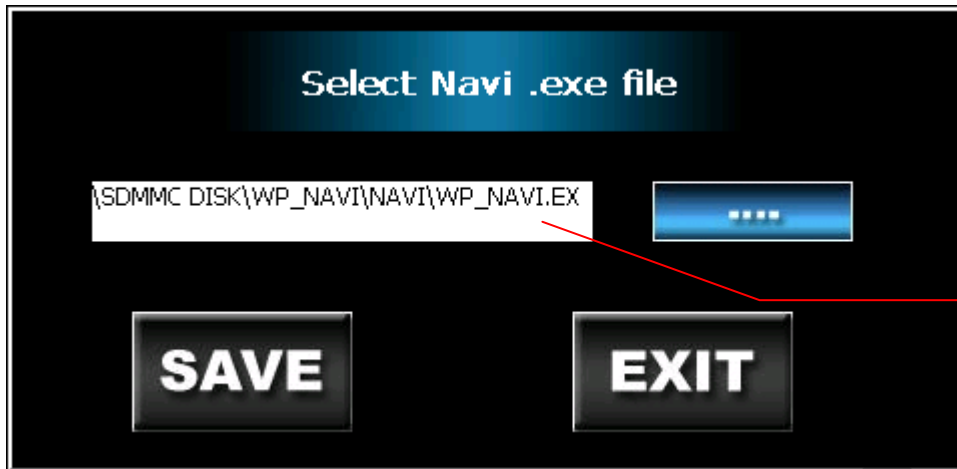 Select Navi .exe file
\SDMMC DISK\WP_NAVI\NAVI\WP_NAVI.EX
....
SAVE
EXIT